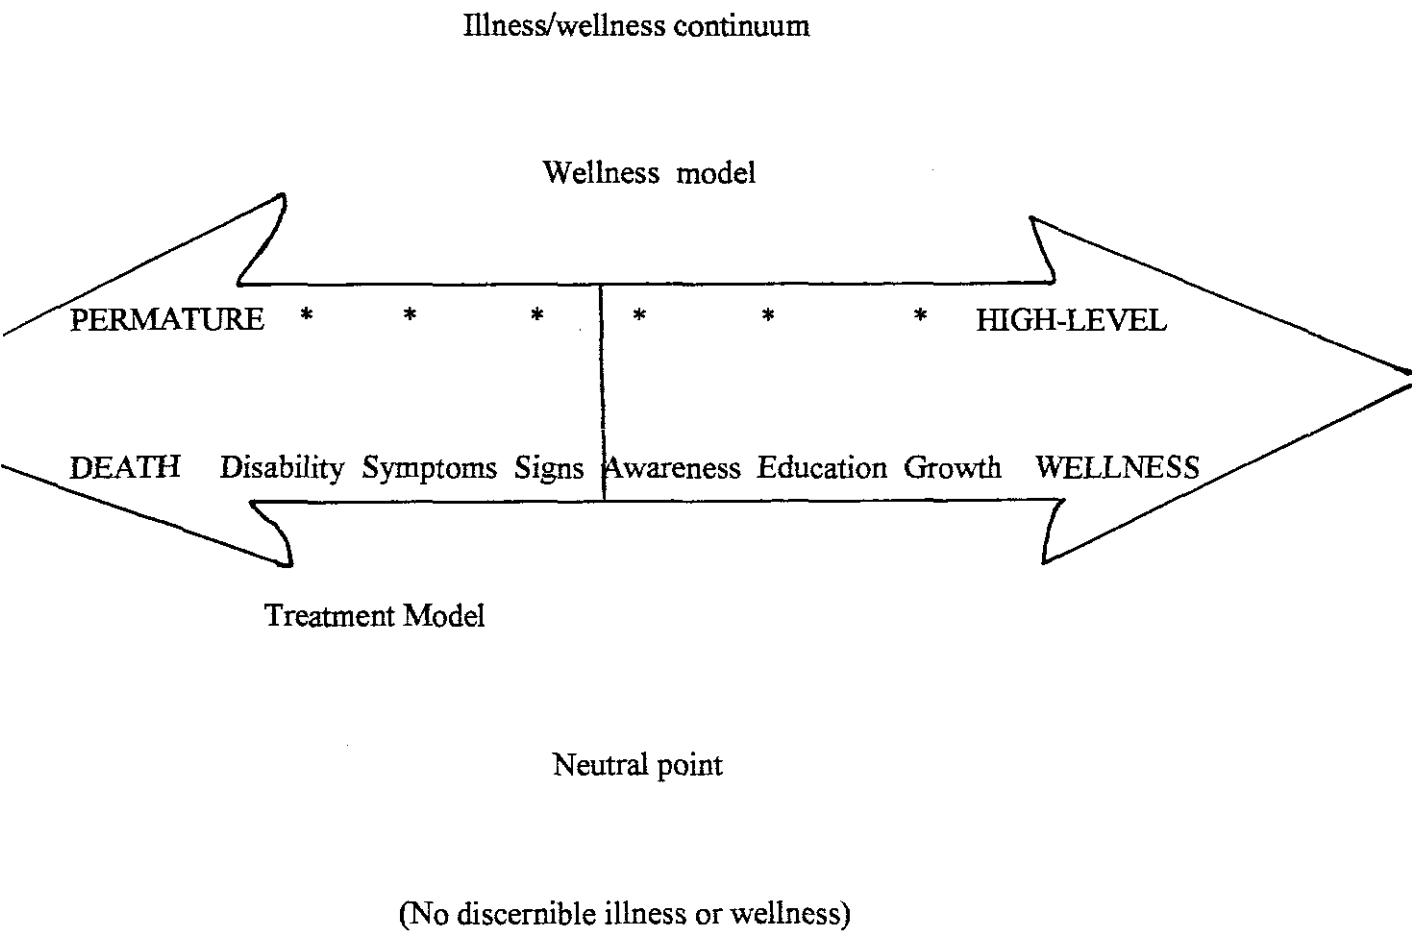 Illness/wellness continuum
Wellness model
PERMATURE * * * * * * HIGH-LEVEL
DEATH Disability Symptoms Signs Awareness Education Growth WELLNESS
Treatment Model
Neutral point
(No discernible illness or wellness)